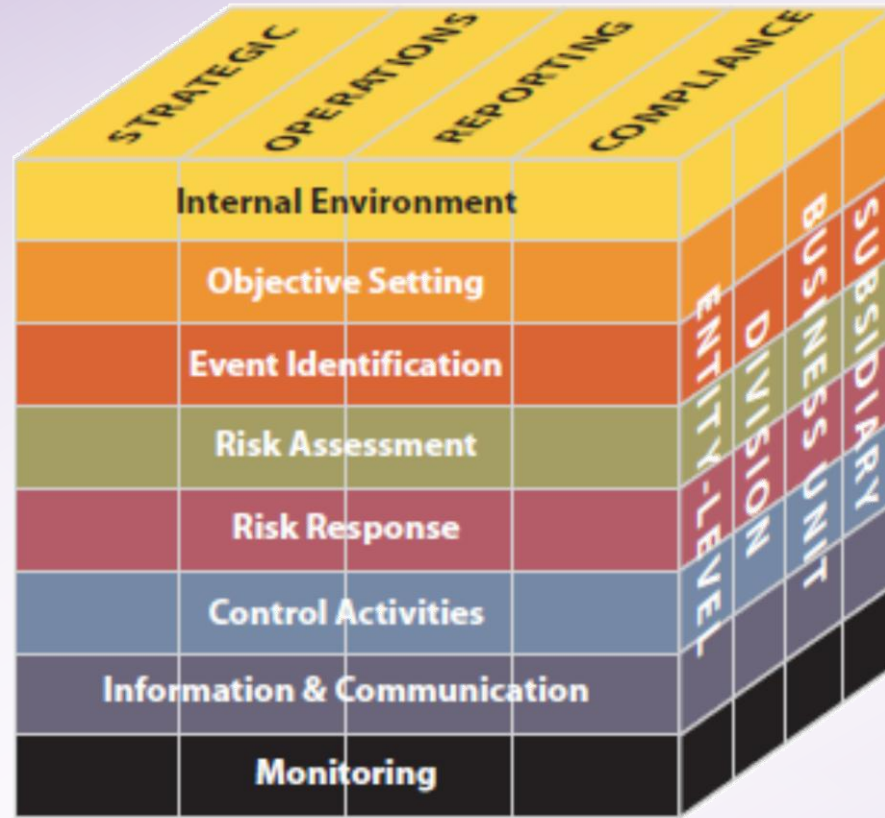 STRATEGIC
OPERATIONS
REPORTING
COMPLIANCE
Internal Environment
Objective Setting
Event Identification
Risk Assessment
Risk Response
Control Activities
Information & Communication
Monitoring
ENTITY-LEVEL
DIVISION
BUSINESS UNIT
SUBSIDIARY